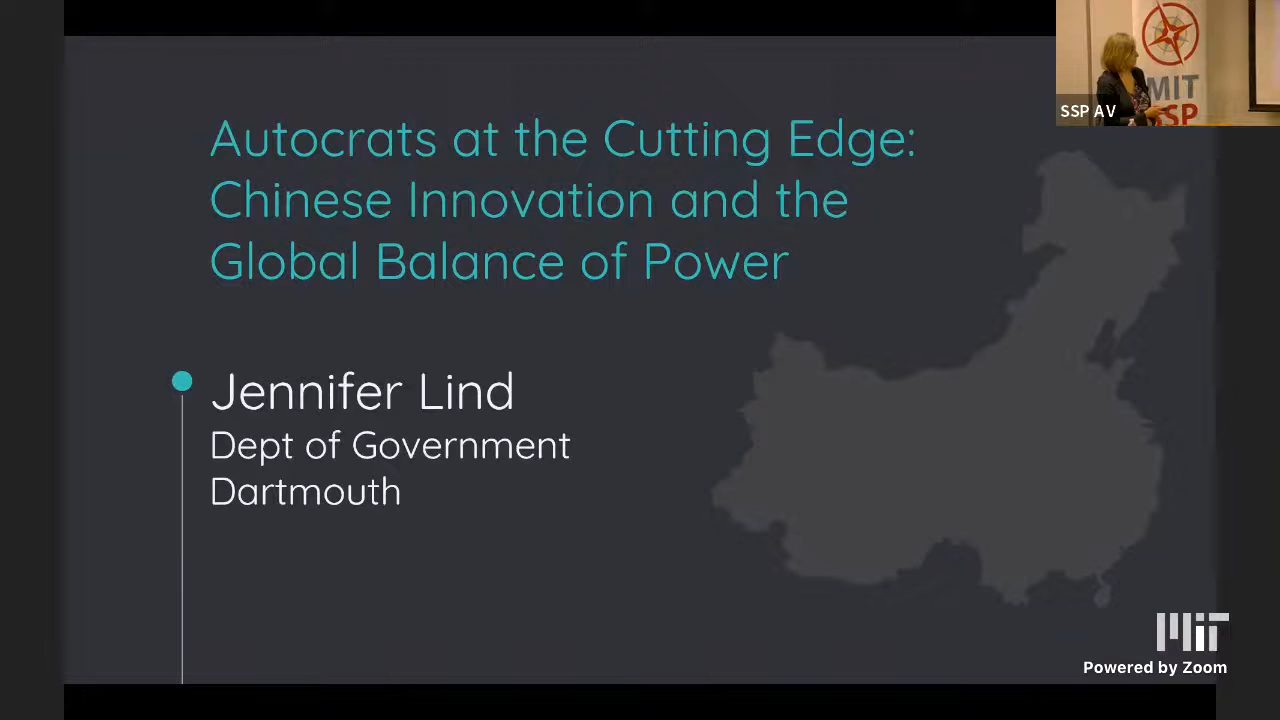 Autocrats at the Cutting Edge:
Chinese Innovation and the
Global Balance of Power
Jennifer Lind
Dept of Government
Dartmouth
SSP AV
MIT
SSP
MIT
Powered by Zoom